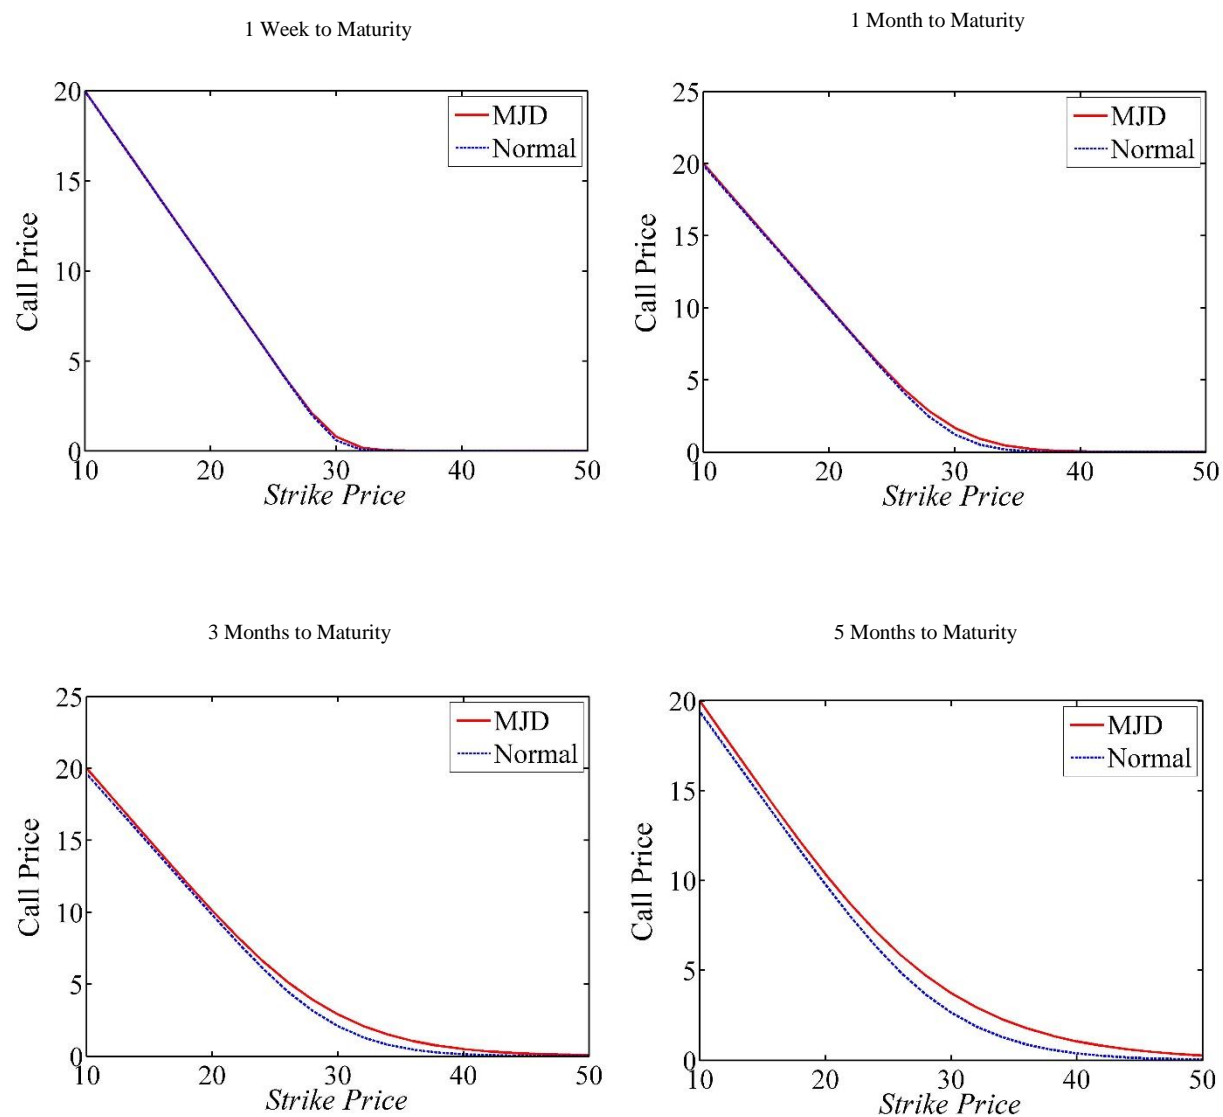 1 Week to Maturity
1 Month to Maturity
20
15
10
5
0
Call Price
MJD
Normal
10 20 30 40 50
Strike Price
25
20
15
10
5
0
Call Price
MJD
Normal
10 20 30 40 50
Strike Price
3 Months to Maturity
5 Months to Maturity
25
20
15
10
5
0
Call Price
MJD
Normal
10 20 30 40 50
Strike Price
20
15
10
5
0
Call Price
MJD
Normal
10 20 30 40 50
Strike Price